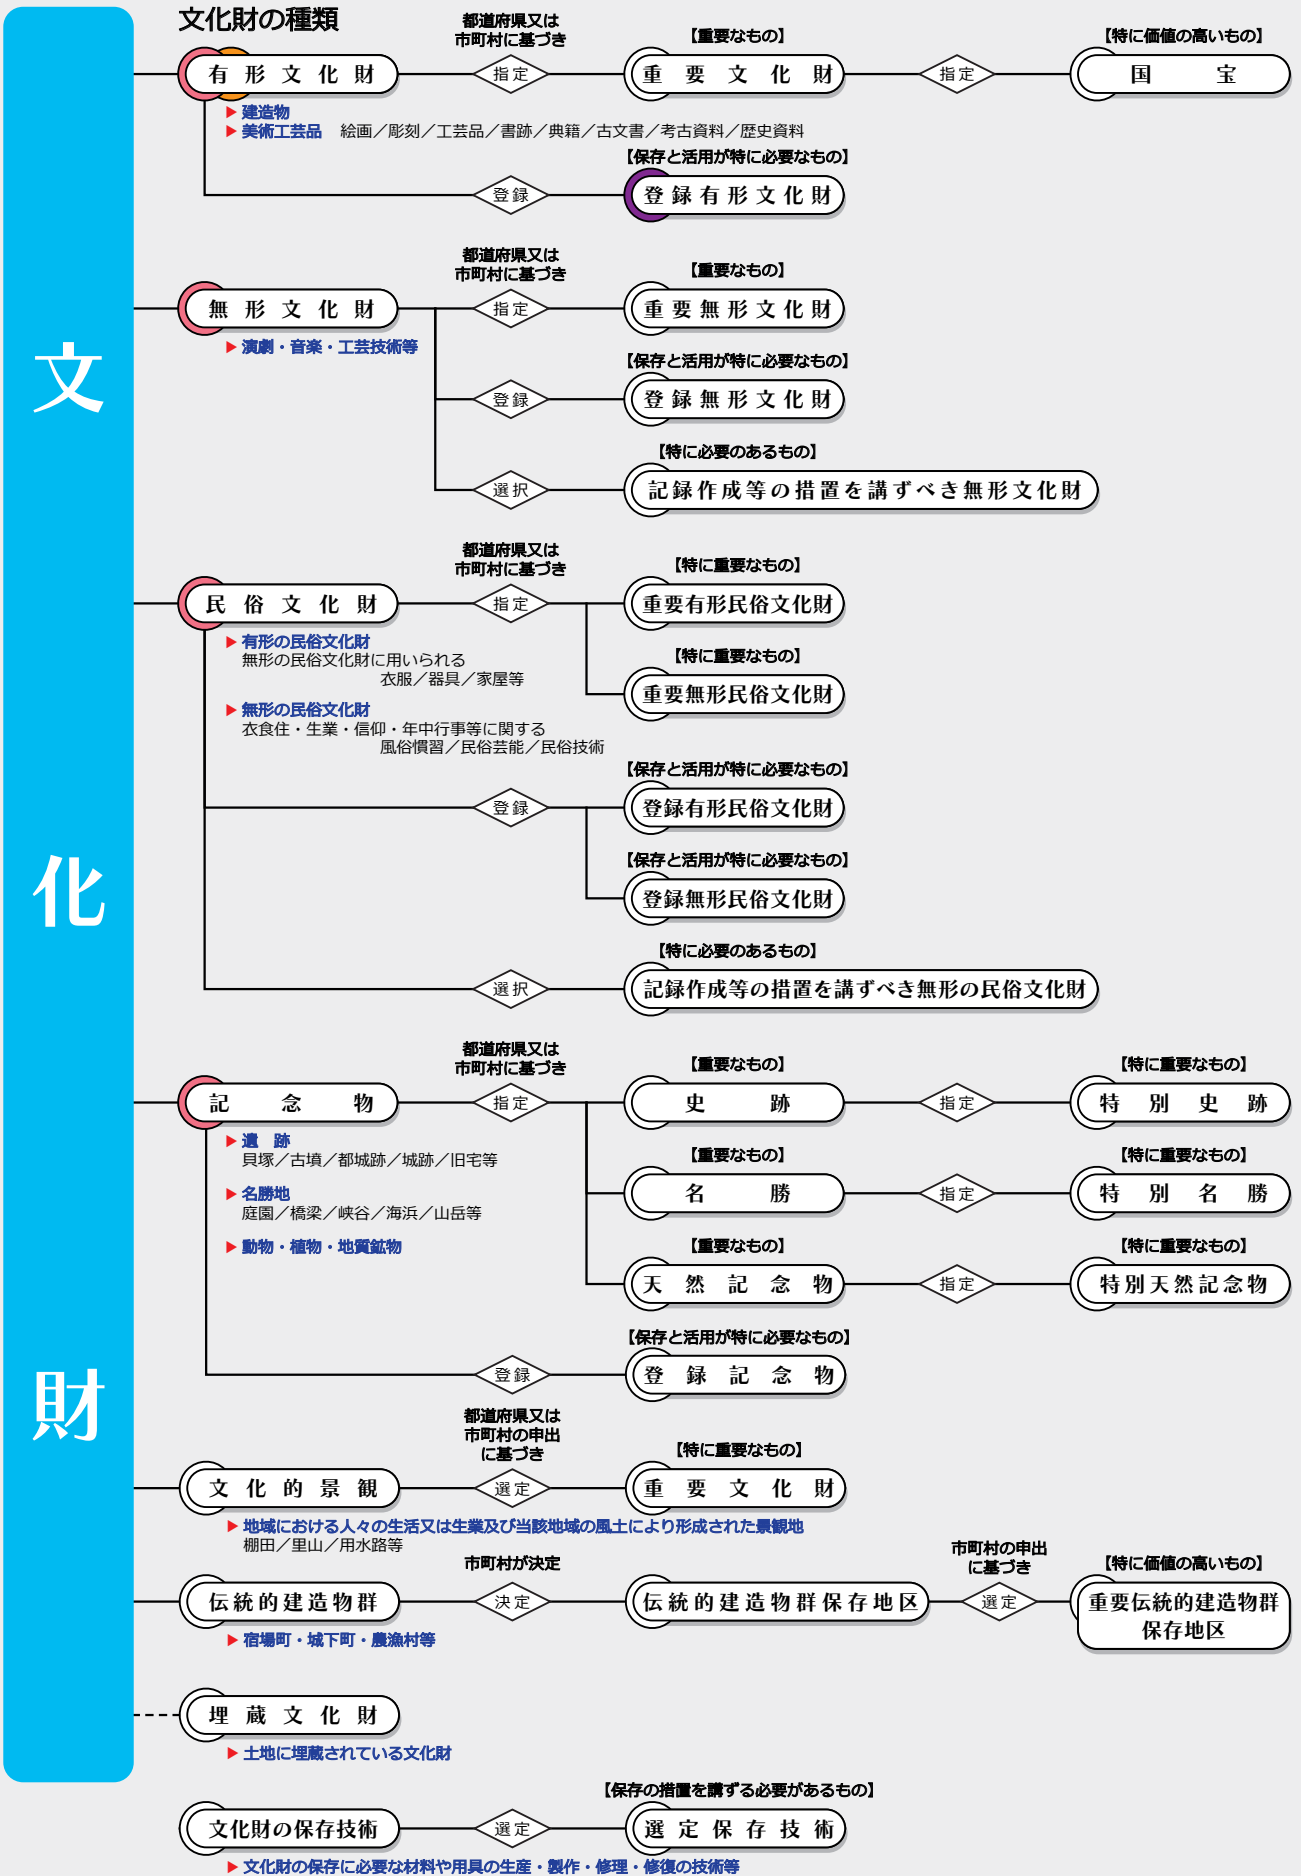 文化財の種類
文
化
財
都道府県又は
市町村に基づき
【重要なもの】
【特に価値の高いもの】
有形文化財
指定
重要文化財
指定
国宝
▶建造物
▶美術工芸品 絵画／彫刻／工芸品／書跡／典籍／古文書／考古資料／歴史資料
【保存と活用が特に必要なもの】
登録
登録有形文化財
都道府県又は
市町村に基づき
【重要なもの】
無形文化財
指定
重要無形文化財
▶演劇・音楽・工芸技術等
【保存と活用が特に必要なもの】
登録
登録無形文化財
【特に必要のあるもの】
選択
記録作成等の措置を講ずべき無形文化財
都道府県又は
市町村に基づき
【特に重要なもの】
民俗文化財
指定
重要有形民俗文化財
▶有形の民俗文化財
無形の民俗文化財に用いられる
衣服／器具／家屋等
【特に重要なもの】
重要無形民俗文化財
▶無形の民俗文化財
衣食住・生業・信仰・年中行事等に関する
風俗慣習／民俗芸能／民俗技術
【保存と活用が特に必要なもの】
登録
登録有形民俗文化財
【保存と活用が特に必要なもの】
登録無形民俗文化財
【特に必要のあるもの】
選択
記録作成等の措置を講ずべき無形の民俗文化財
都道府県又は
市町村に基づき
【重要なもの】
【特に重要なもの】
記念物
指定
史跡
指定
特別史跡
▶遺 跡
貝塚／古墳／都城跡／城跡／旧宅等
【重要なもの】
【特に重要なもの】
▶名勝地
庭園／橋梁／峡谷／海浜／山岳等
名勝
指定
特別名勝
▶動物・植物・地質鉱物
【重要なもの】
【特に重要なもの】
天然記念物
指定
特別天然記念物
【保存と活用が特に必要なもの】
登録
登録記念物
都道府県又は
市町村の申出
に基づき
【特に重要なもの】
文化的景観
選定
重要文化財
▶地域における人々の生活又は生業及び当該地域の風土により形成された景観地
棚田／里山／用水路等
市町村が決定
市町村の申出
に基づき
【特に価値の高いもの】
伝統的建造物群
決定
伝統的建造物群保存地区
選定
重要伝統的建造物群
保存地区
▶宿場町・城下町・農漁村等
埋蔵文化財
▶土地に埋蔵されている文化財
【保存の措置を講ずる必要があるもの】
文化財の保存技術
選定
選定保存技術
▶文化財の保存に必要な材料や用具の生産・製作・修理・修復の技術等